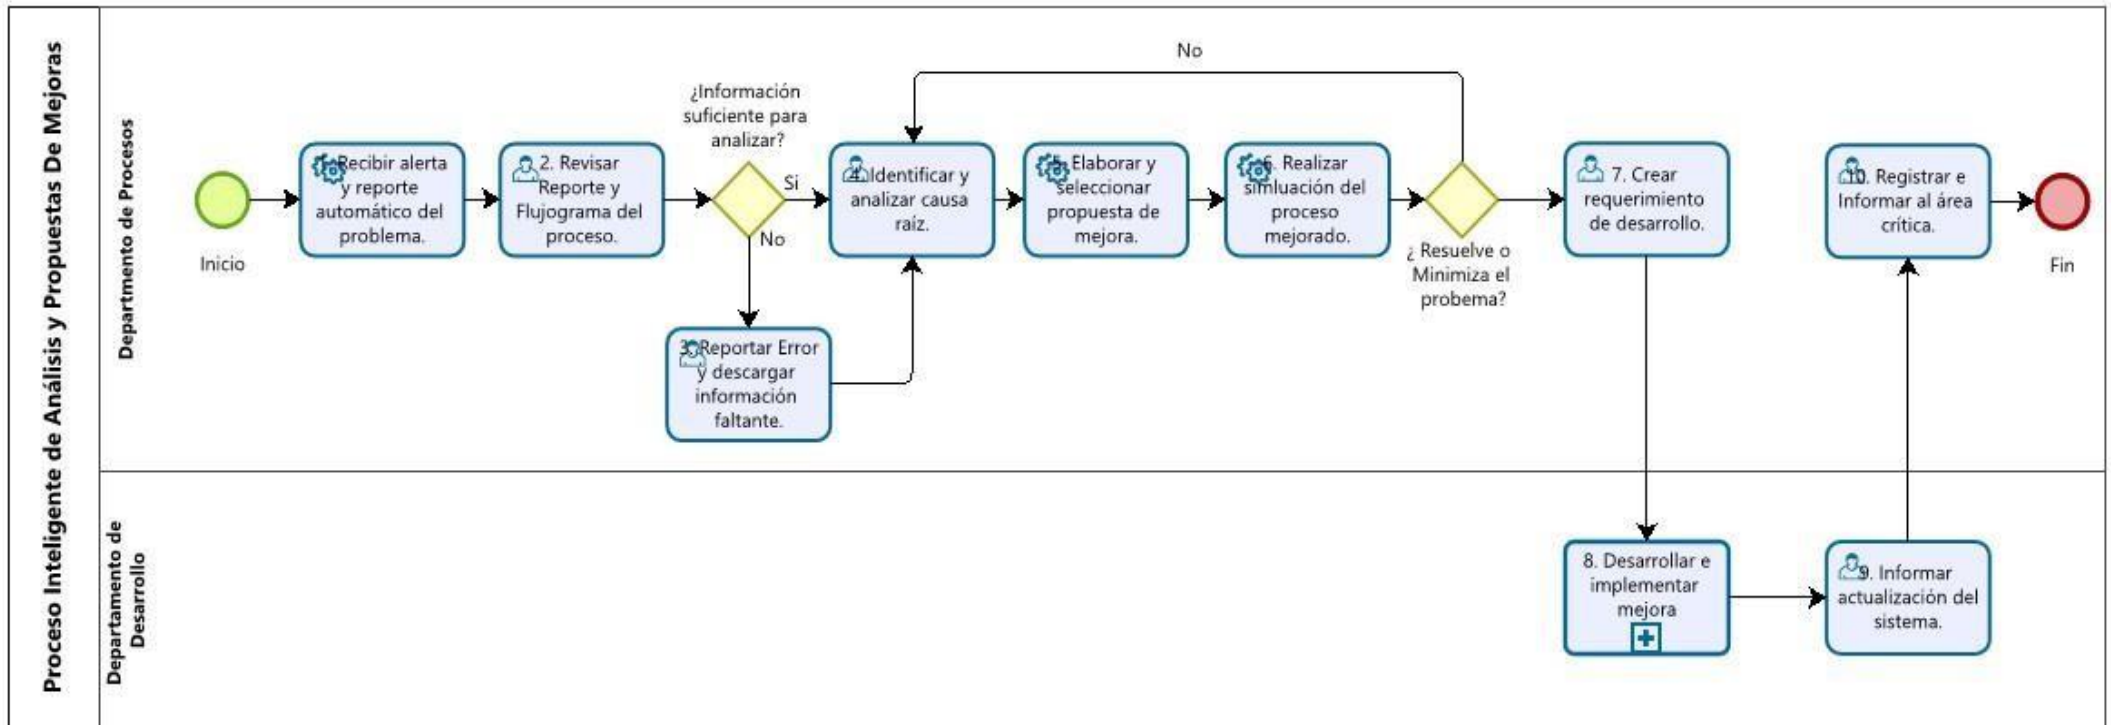 Proceso Inteligente de Análisis y Propuestas De Mejoras
Departmento de Procesos
Inicio
1. Recibir alerta
y reporte
automático del
problema.
2. Revisar
Reporte y
Flujograma del
proceso.
¿Información
suficiente para
analizar?
Si
No
3. Reportar Error
y descargar
información
faltante.
4. Identificar y
analizar causa
raíz.
5. Elaborar y
seleccionar
propuesta de
mejora.
6. Realizar
simluación del
proceso
mejorado.
No
¿ Resuelve o
Minimiza el
probema?
7. Crear
requerimiento
de desarrollo.
10. Registrar e
Informar al área
crítica.
Fin
Departamento de
Desarrollo
8. Desarrollar e
implementar
mejora
9. Informar
actualización del
sistema.